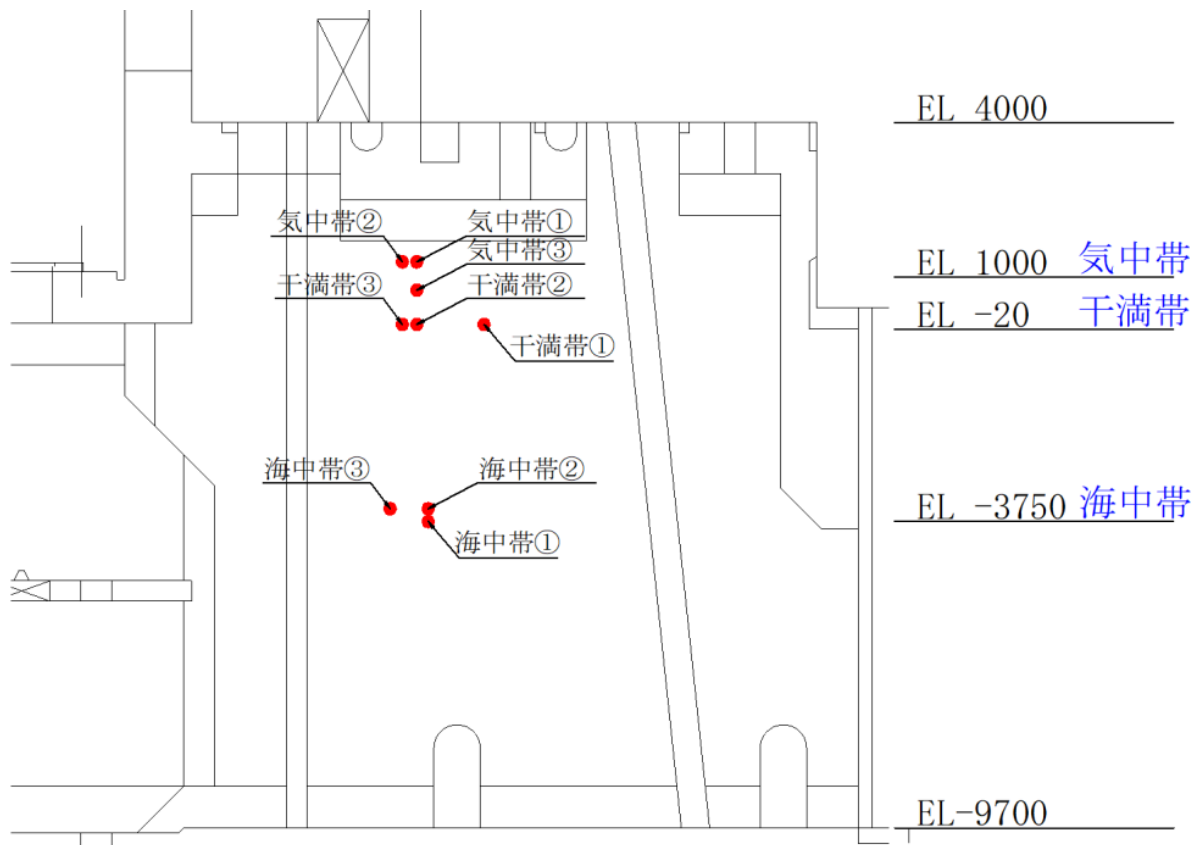 EL 4000
気中帯②
気中帯①
気中帯③
EL 1000 気中帯
干満帯③
干満帯②
EL -20 干満帯
干満帯①
海中帯③
海中帯②
EL -3750 海中帯
海中帯①
EL-9700